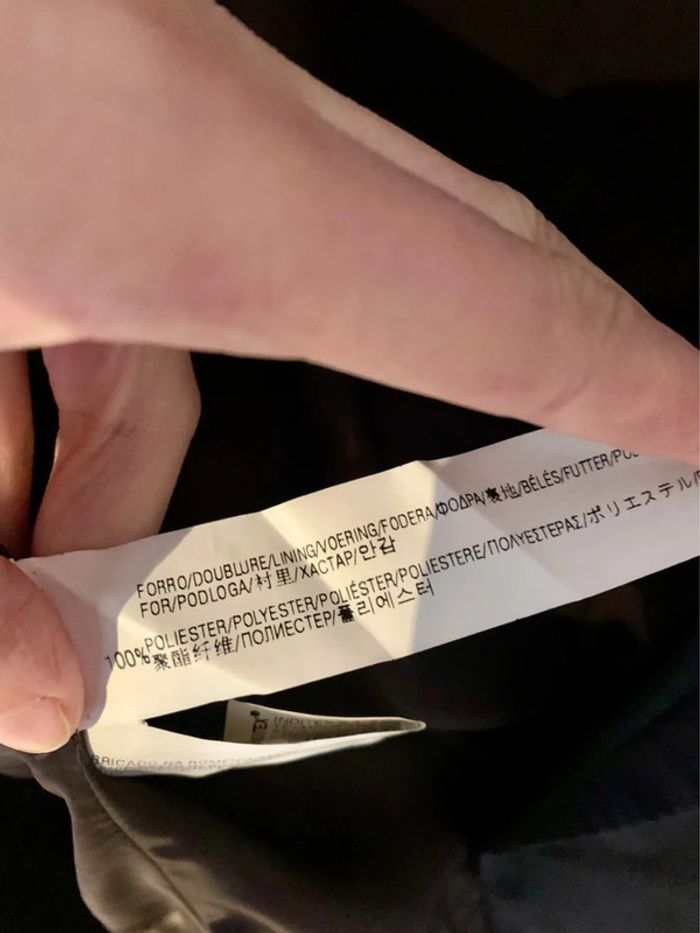 FORRO/DOUBLURE/LINING/VOERING/FODERA/ΦΟΔΡΑ/裏地/BÉLÉS/FUTTER/
FOR/PODLOGA/衬里/ХАСТАР/안감
100%POLIESTER/POLYESTER/POLIÉSTER/POLIESTERE/ΠΟΛΥΕΣΤΕΡΑΣ/ポリエステル/
聚酯纤维/ПОЛИЕСТЕР/폴리에스터